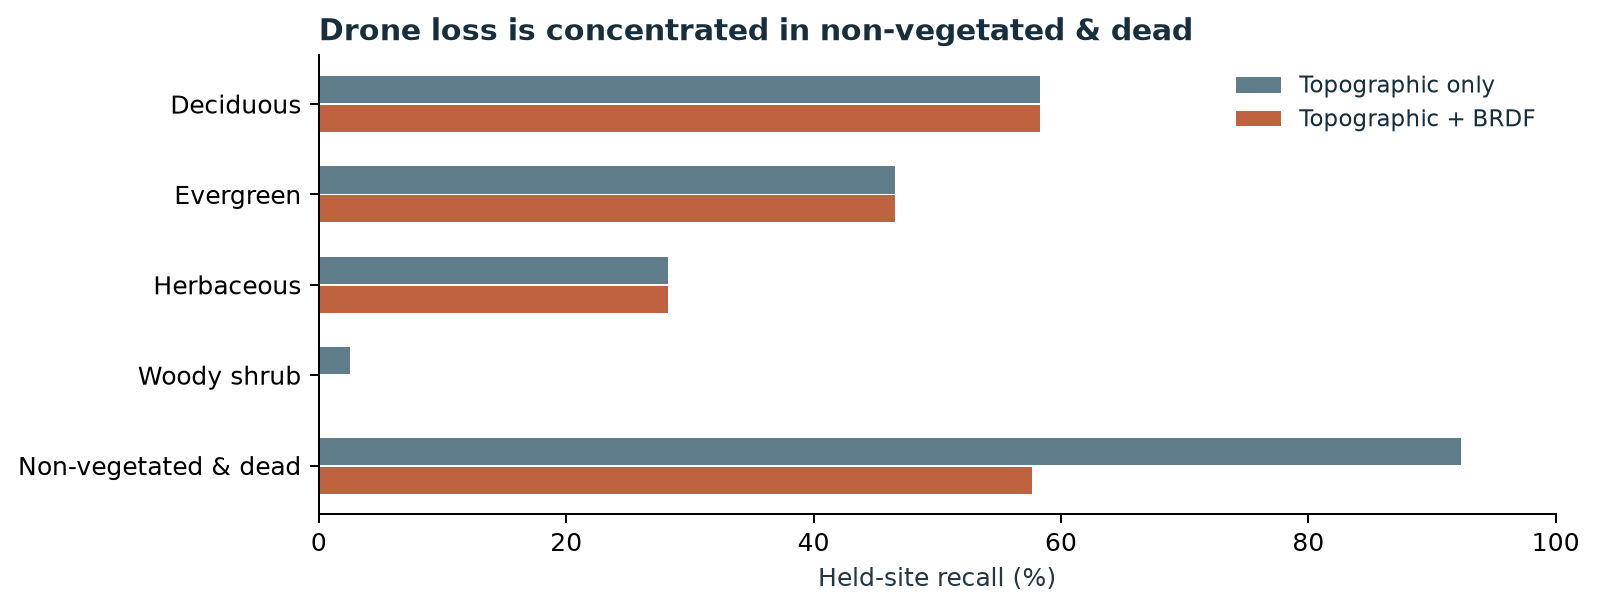 Drone loss is concentrated in non-vegetated & dead
Topographic only
Topographic + BRDF
Deciduous
Evergreen
Herbaceous
Woody shrub
Non-vegetated & dead
0 20 40 60 80 100
Held-site recall (%)